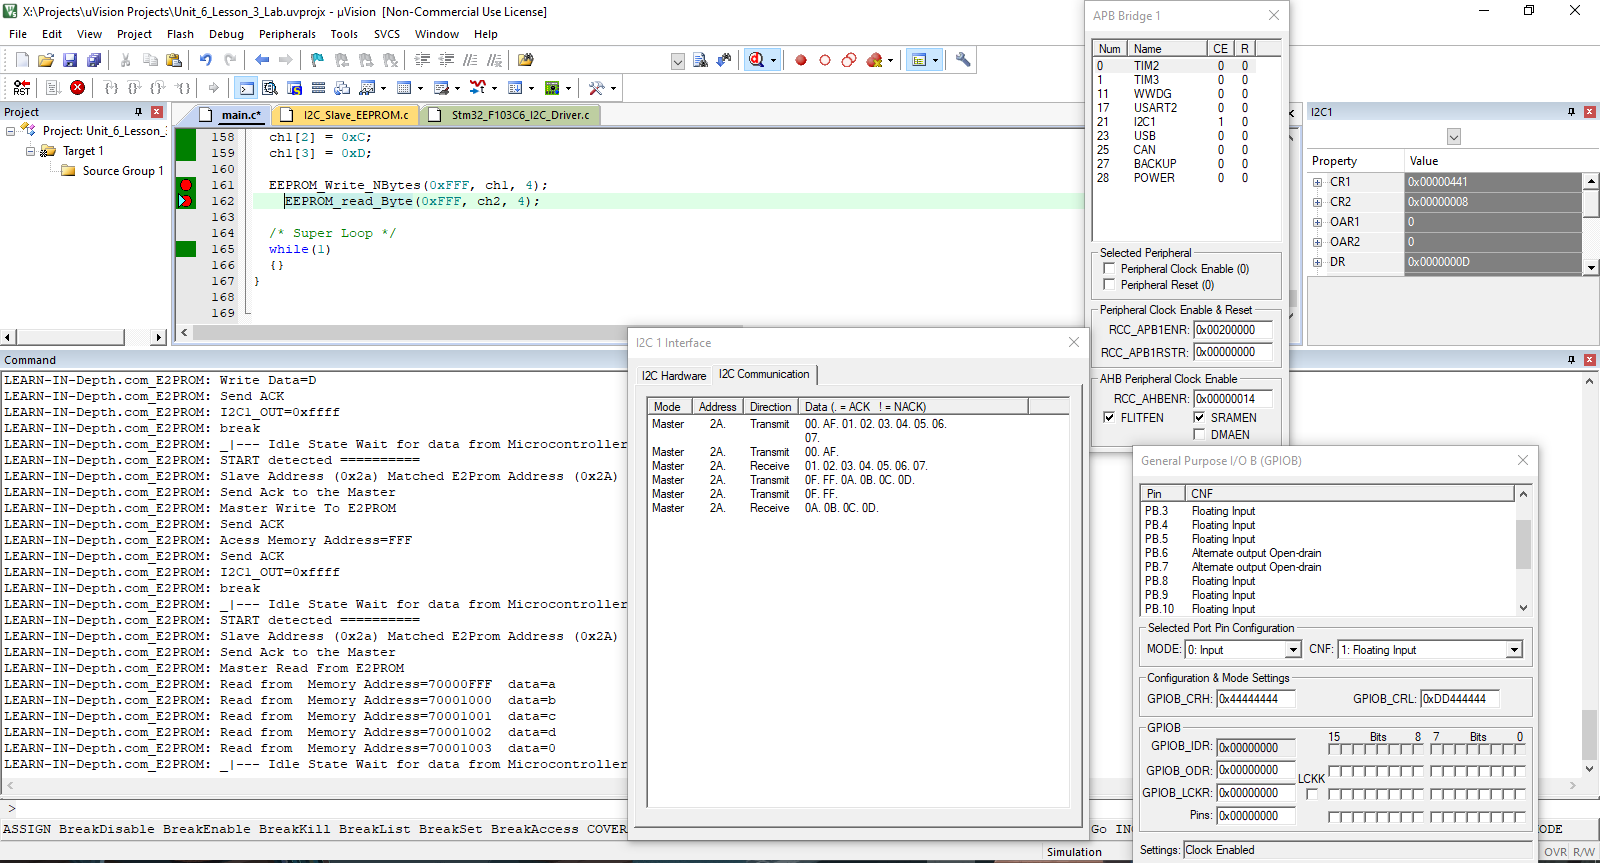 X:\Projects\uVision Projects\Unit_6_Lesson_3_Lab.uvprojx - µVision  [Non-Commercial Use License]
File Edit View Project Flash Debug Peripherals Tools SVCS Window Help
RST
Project
Project: Unit_6_Lesson_
Target 1
Source Group 1
main.c*
I2C_Slave_EEPROM.c
Stm32_F103C6_I2C_Driver.c
158 ch1[2] = 0xC;
159 ch1[3] = 0xD;
160
161 EEPROM_Write_NBytes(0xFFF, ch1, 4);
162 EEPROM_read_Byte(0xFFF, ch2, 4);
163
164 /* Super Loop */
165 while(1)
166 {}
167 }
168
169
APB Bridge 1
Num Name CE R
0 TIM2 0 0
1 TIM3 0 0
11 WWDG 0 0
17 USART2 0 0
21 I2C1 1 0
23 USB 0 0
25 CAN 0 0
27 BACKUP 0 0
28 POWER 0 0
Selected Peripheral
Peripheral Clock Enable (0)
Peripheral Reset (0)
Peripheral Clock Enable & Reset
RCC_APB1ENR: 0x00200000
RCC_APB1RSTR: 0x00000000
AHB Peripheral Clock Enable
RCC_AHBENR: 0x00000014
FLITFEN SRAMEN
DMAEN
I2C1
Property Value
CR1 0x00000441
CR2 0x00000008
OAR1 0
OAR2 0
DR 0x0000000D
Command
LEARN-IN-Depth.com_E2PROM: Write Data=D
LEARN-IN-Depth.com_E2PROM: Send ACK
LEARN-IN-Depth.com_E2PROM: I2C1_OUT=0xffff
LEARN-IN-Depth.com_E2PROM: break
LEARN-IN-Depth.com_E2PROM: _|--- Idle State Wait for data from Microcontroller
LEARN-IN-Depth.com_E2PROM: START detected ==========
LEARN-IN-Depth.com_E2PROM: Slave Address (0x2a) Matched E2Prom Address (0x2A)
LEARN-IN-Depth.com_E2PROM: Send Ack to the Master
LEARN-IN-Depth.com_E2PROM: Master Write To E2PROM
LEARN-IN-Depth.com_E2PROM: Send ACK
LEARN-IN-Depth.com_E2PROM: Acess Memory Address=FFF
LEARN-IN-Depth.com_E2PROM: Send ACK
LEARN-IN-Depth.com_E2PROM: I2C1_OUT=0xffff
LEARN-IN-Depth.com_E2PROM: break
LEARN-IN-Depth.com_E2PROM: _|--- Idle State Wait for data from Microcontroller
LEARN-IN-Depth.com_E2PROM: START detected ==========
LEARN-IN-Depth.com_E2PROM: Slave Address (0x2a) Matched E2Prom Address (0x2A)
LEARN-IN-Depth.com_E2PROM: Send Ack to the Master
LEARN-IN-Depth.com_E2PROM: Master Read From E2PROM
LEARN-IN-Depth.com_E2PROM: Read from  Memory Address=70000FFF  data=a
LEARN-IN-Depth.com_E2PROM: Read from  Memory Address=70001000  data=b
LEARN-IN-Depth.com_E2PROM: Read from  Memory Address=70001001  data=c
LEARN-IN-Depth.com_E2PROM: Read from  Memory Address=70001002  data=d
LEARN-IN-Depth.com_E2PROM: Read from  Memory Address=70001003  data=0
LEARN-IN-Depth.com_E2PROM: _|--- Idle State Wait for data from Microcontroller
>
ASSIGN BreakDisable BreakEnable BreakKill BreakList BreakSet BreakAccess COVER
Go IN
ODE
I2C 1 Interface
I2C Hardware I2C Communication
Mode Address Direction Data (. = ACK  ! = NACK)
Master 2A. Transmit 00. AF. 01. 02. 03. 04. 05. 06.
07.
Master 2A. Transmit 00. AF.
Master 2A. Receive 01. 02. 03. 04. 05. 06. 07.
Master 2A. Transmit 0F. FF. 0A. 0B. 0C. 0D.
Master 2A. Transmit 0F. FF.
Master 2A. Receive 0A. 0B. 0C. 0D.
General Purpose I/O B (GPIOB)
Pin CNF
PB.3 Floating Input
PB.4 Floating Input
PB.5 Floating Input
PB.6 Alternate output Open-drain
PB.7 Alternate output Open-drain
PB.8 Floating Input
PB.9 Floating Input
PB.10 Floating Input
Selected Port Pin Configuration
MODE: 0: Input CNF: 1: Floating Input
Configuration & Mode Settings
GPIOB_CRH: 0x44444444 GPIOB_CRL: 0xDD444444
GPIOB
15 Bits 8 7 Bits 0
GPIOB_IDR: 0x00000000
GPIOB_ODR: 0x00000000
LCKK
GPIOB_LCKR: 0x00000000
Pins: 0x00000000
Settings: Clock Enabled
Simulation
OVR R/W